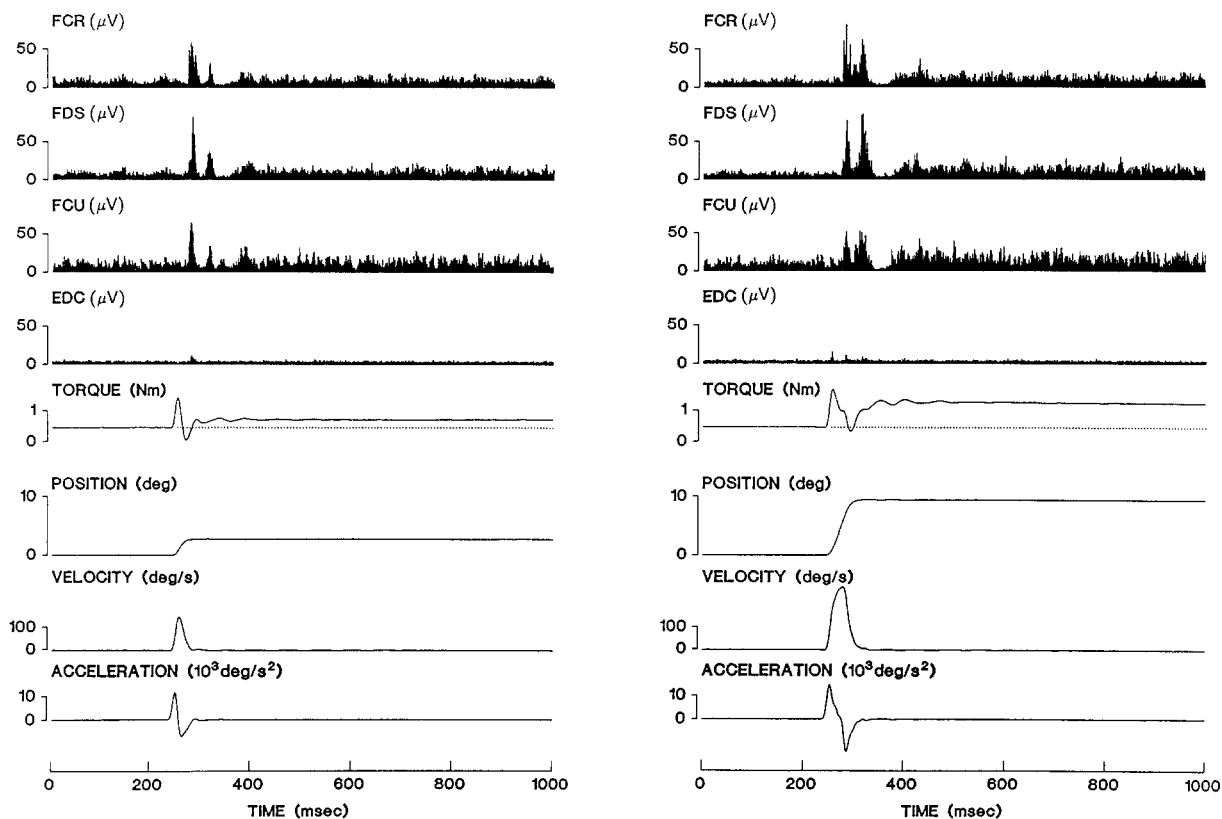 FCR (μV)
50
0
FDS (μV)
50
0
FCU (μV)
50
0
EDC (μV)
50
0
TORQUE (Nm)
1
0
POSITION (deg)
10
0
VELOCITY (deg/s)
100
0
ACCELERATION (10³deg/s²)
10
0
0 200 400 600 800 1000
TIME (msec)
FCR (μV)
50
0
FDS (μV)
50
0
FCU (μV)
50
0
EDC (μV)
50
0
TORQUE (Nm)
1
0
POSITION (deg)
10
0
VELOCITY (deg/s)
100
0
ACCELERATION (10³deg/s²)
10
0
0 200 400 600 800 1000
TIME (msec)